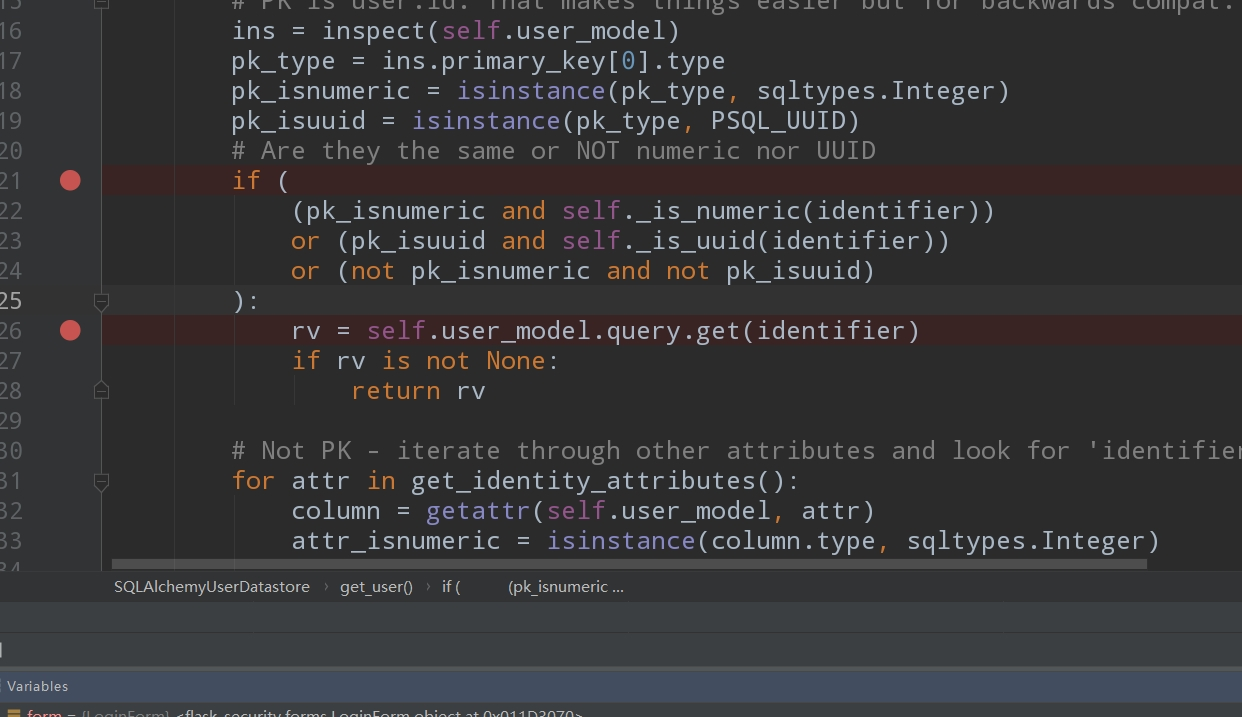 15 # PK is user.id. That makes things easier but for backwards compat.
16 ins = inspect(self.user_model)
17 pk_type = ins.primary_key[0].type
18 pk_isnumeric = isinstance(pk_type, sqltypes.Integer)
19 pk_isuuid = isinstance(pk_type, PSQL_UUID)
20 # Are they the same or NOT numeric nor UUID
21 if (
22 (pk_isnumeric and self._is_numeric(identifier))
23 or (pk_isuuid and self._is_uuid(identifier))
24 or (not pk_isnumeric and not pk_isuuid)
25 ):
26 rv = self.user_model.query.get(identifier)
27 if rv is not None:
28 return rv
29
30 # Not PK - iterate through other attributes and look for 'identifier
31 for attr in get_identity_attributes():
32 column = getattr(self.user_model, attr)
33 attr_isnumeric = isinstance(column.type, sqltypes.Integer)
34
SQLAlchemyUserDatastore › get_user() › if ( (pk_isnumeric ...
Variables
form = {LoginForm} <flask_security.forms.LoginForm object at 0x011D3070>